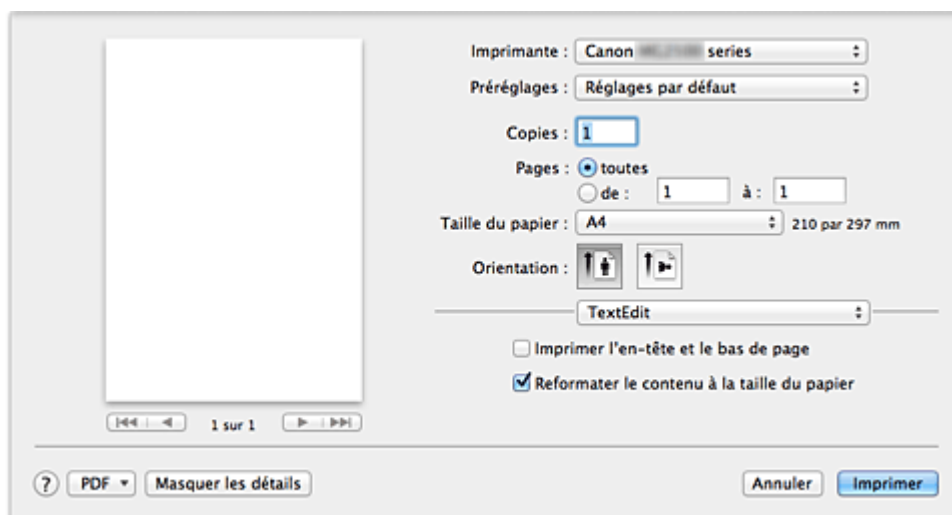 Imprimante : Canon series
Préréglages : Réglages par défaut
Copies : 1
Pages : toutes
de : 1 à : 1
Taille du papier : A4 210 par 297 mm
Orientation :
TextEdit
Imprimer l'en-tête et le bas de page
Reformater le contenu à la taille du papier
1 sur 1
? PDF Masquer les détails Annuler Imprimer